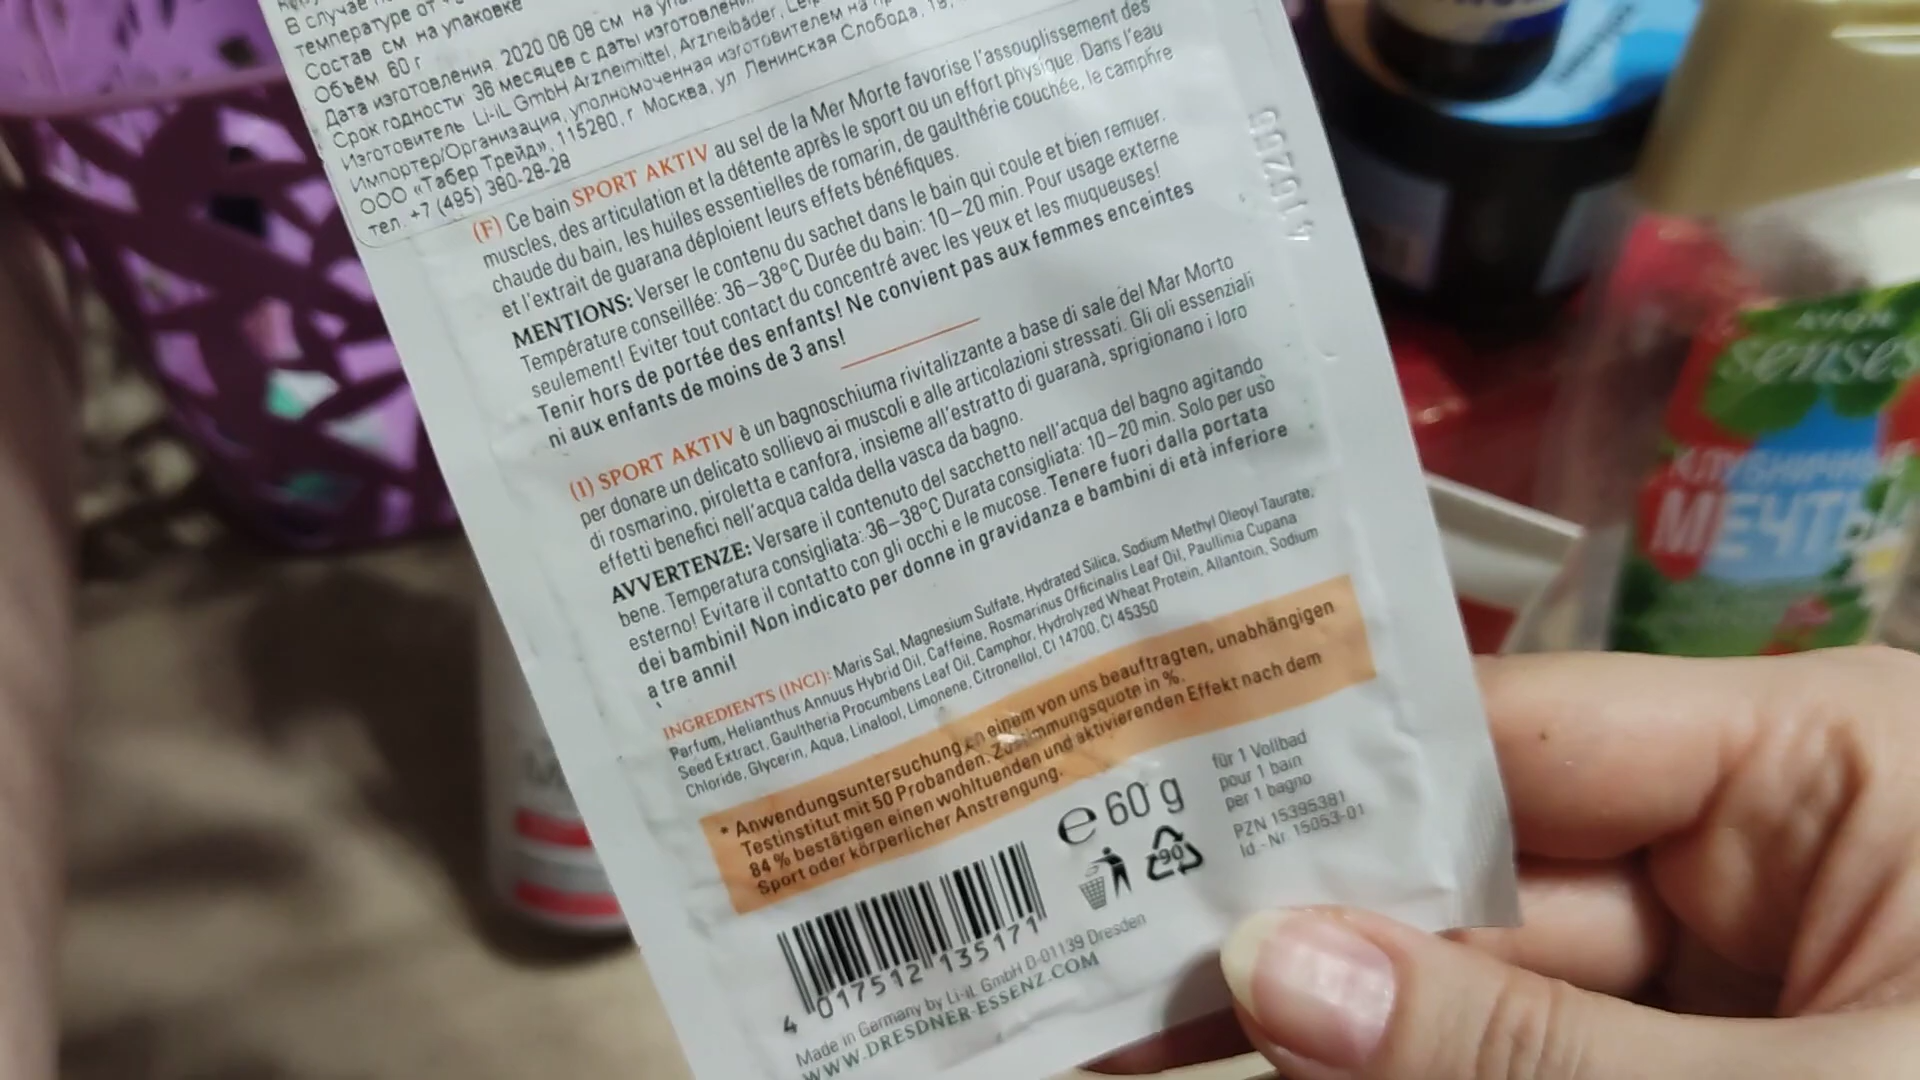 В случае
температуре от
Состав см на упаковке
Объём 60 г
Дата изготовления 2020 06 08 см на
Срок годности 36 месяцев с даты изготовления
Изготовитель Li-iL GmbH Arzneimittel, Arzneibäder,
Импортер/Организация, уполномоченная изготовителем на
ООО «Табер Трейд», 115280, г Москва, ул Ленинская Слобода, 19,
тел. +7 (495) 380-28-28
(F) Ce bain SPORT AKTIV au sel de la Mer Morte favorise l'assouplissement des
muscles, des articulation et la détente après le sport ou un effort physique. Dans l'eau
chaude du bain, les huiles essentielles de romarin, de gaulthérie couchée, le camphre
et l'extrait de guarana déploient leurs effets bénéfiques.
MENTIONS: Verser le contenu du sachet dans le bain qui coule et bien remuer.
Température conseillée: 36–38°C Durée du bain: 10–20 min. Pour usage externe
seulement! Eviter tout contact du concentré avec les yeux et les muqueuses!
Tenir hors de portée des enfants! Ne convient pas aux femmes enceintes
ni aux enfants de moins de 3 ans!
(I) SPORT AKTIV è un bagnoschiuma rivitalizzante a base di sale del Mar Morto
per donare un delicato sollievo ai muscoli e alle articolazioni stressati. Gli oli essenziali
di rosmarino, piroletta e canfora, insieme all'estratto di guaranà, sprigionano i loro
effetti benefici nell'acqua calda della vasca da bagno.
AVVERTENZE: Versare il contenuto del sacchetto nell'acqua del bagno agitando
bene. Temperatura consigliata: 36–38°C Durata consigliata: 10–20 min. Solo per uso
esterno! Evitare il contatto con gli occhi e le mucose. Tenere fuori dalla portata
dei bambini! Non indicato per donne in gravidanza e bambini di età inferiore
a tre anni!
INGREDIENTS (INCI): Maris Sal, Magnesium Sulfate, Hydrated Silica, Sodium Methyl Oleoyl Taurate,
Parfum, Helianthus Annuus Hybrid Oil, Caffeine, Rosmarinus Officinalis Leaf Oil, Paullinia Cupana
Seed Extract, Gaultheria Procumbens Leaf Oil, Camphor, Hydrolyzed Wheat Protein, Allantoin, Sodium
Chloride, Glycerin, Aqua, Linalool, Limonene, Citronellol, CI 14700, CI 45350
* Anwendungsuntersuchung an einem von uns beauftragten, unabhängigen
Testinstitut mit 50 Probanden. Zustimmungsquote in %.
84 % bestätigen einen wohltuenden und aktivierenden Effekt nach dem
Sport oder körperlicher Anstrengung.
e 60 g
für 1 Vollbad
pour 1 bain
per 1 bagno
PZN 15395381
Id.-Nr. 15053-01
90
4 017512 135171
Made in Germany by Li-iL GmbH D-01139 Dresden
WWW.DRESDNER-ESSENZ.COM
AVON
senses
КЛУБНИЧНЫЕ
МЕЧТЫ